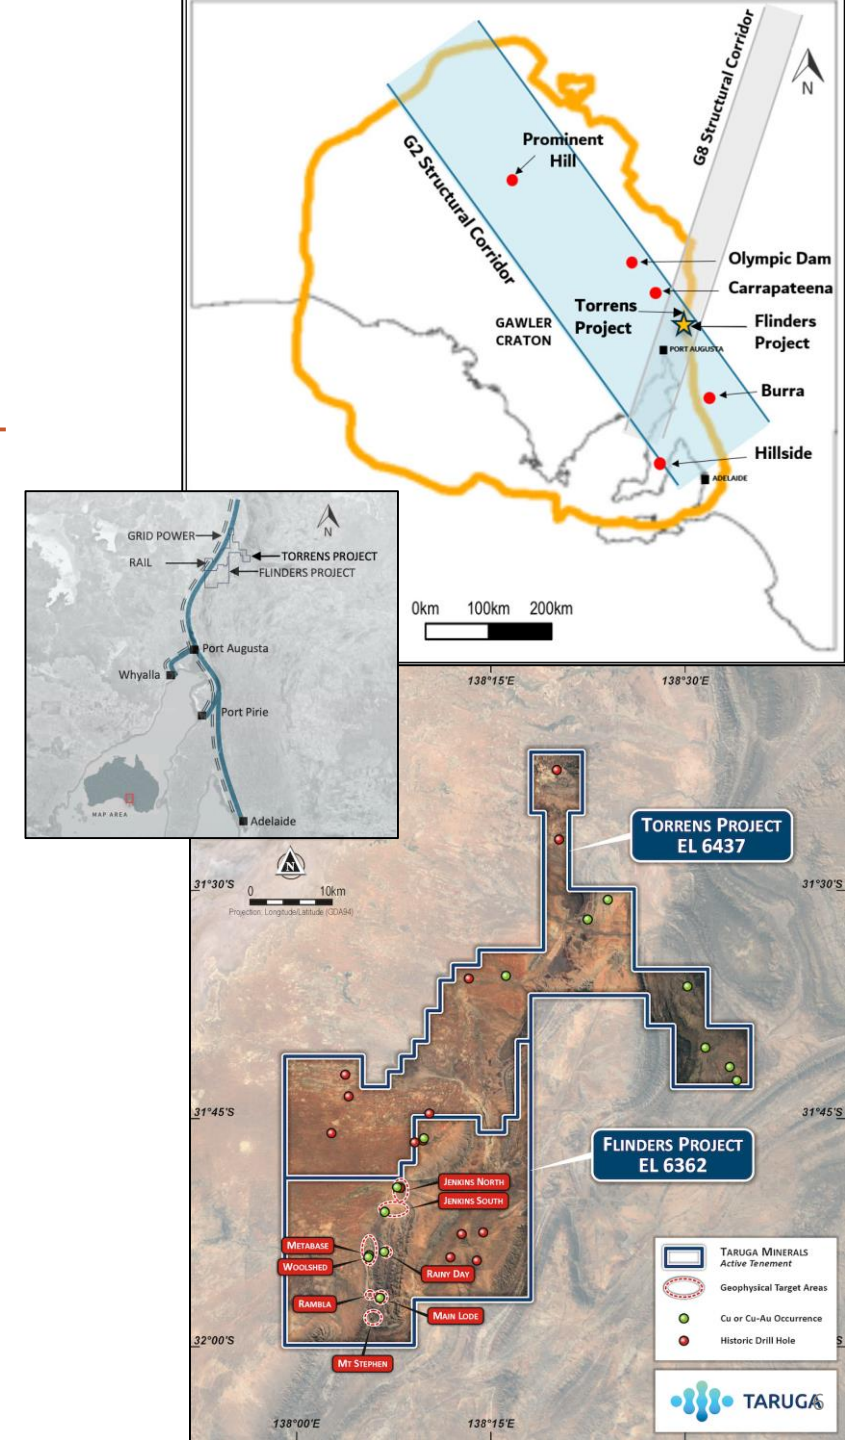 G8 Structural Corridor
N
Prominent
Hill
G2 Structural Corridor
Olympic Dam
Carrapateena
Torrens
Project
GAWLER
CRATON
Flinders
Project
PORT AUGUSTA
Burra
Hillside
ADELAIDE
0km 100km 200km
N
GRID POWER
RAIL
TORRENS PROJECT
FLINDERS PROJECT
Port Augusta
Whyalla
Port Pirie
MAP AREA
Adelaide
138°15'E 138°30'E
TORRENS PROJECT
EL 6437
N
0 10km
Projection: Longitude/Latitude (GDA94)
31°30'S 31°30'S
31°45'S 31°45'S
FLINDERS PROJECT
EL 6362
JENKINS NORTH
JENKINS SOUTH
METABASE
WOOLSHED
RAINY DAY
RAMBLA
MAIN LODE
MT STEPHEN
TARUGA MINERALS
Active Tenement
Geophysical Target Areas
Cu or Cu-Au Occurrence
Historic Drill Hole
32°00'S
S
TARUGA
6
138°00'E 138°15'E